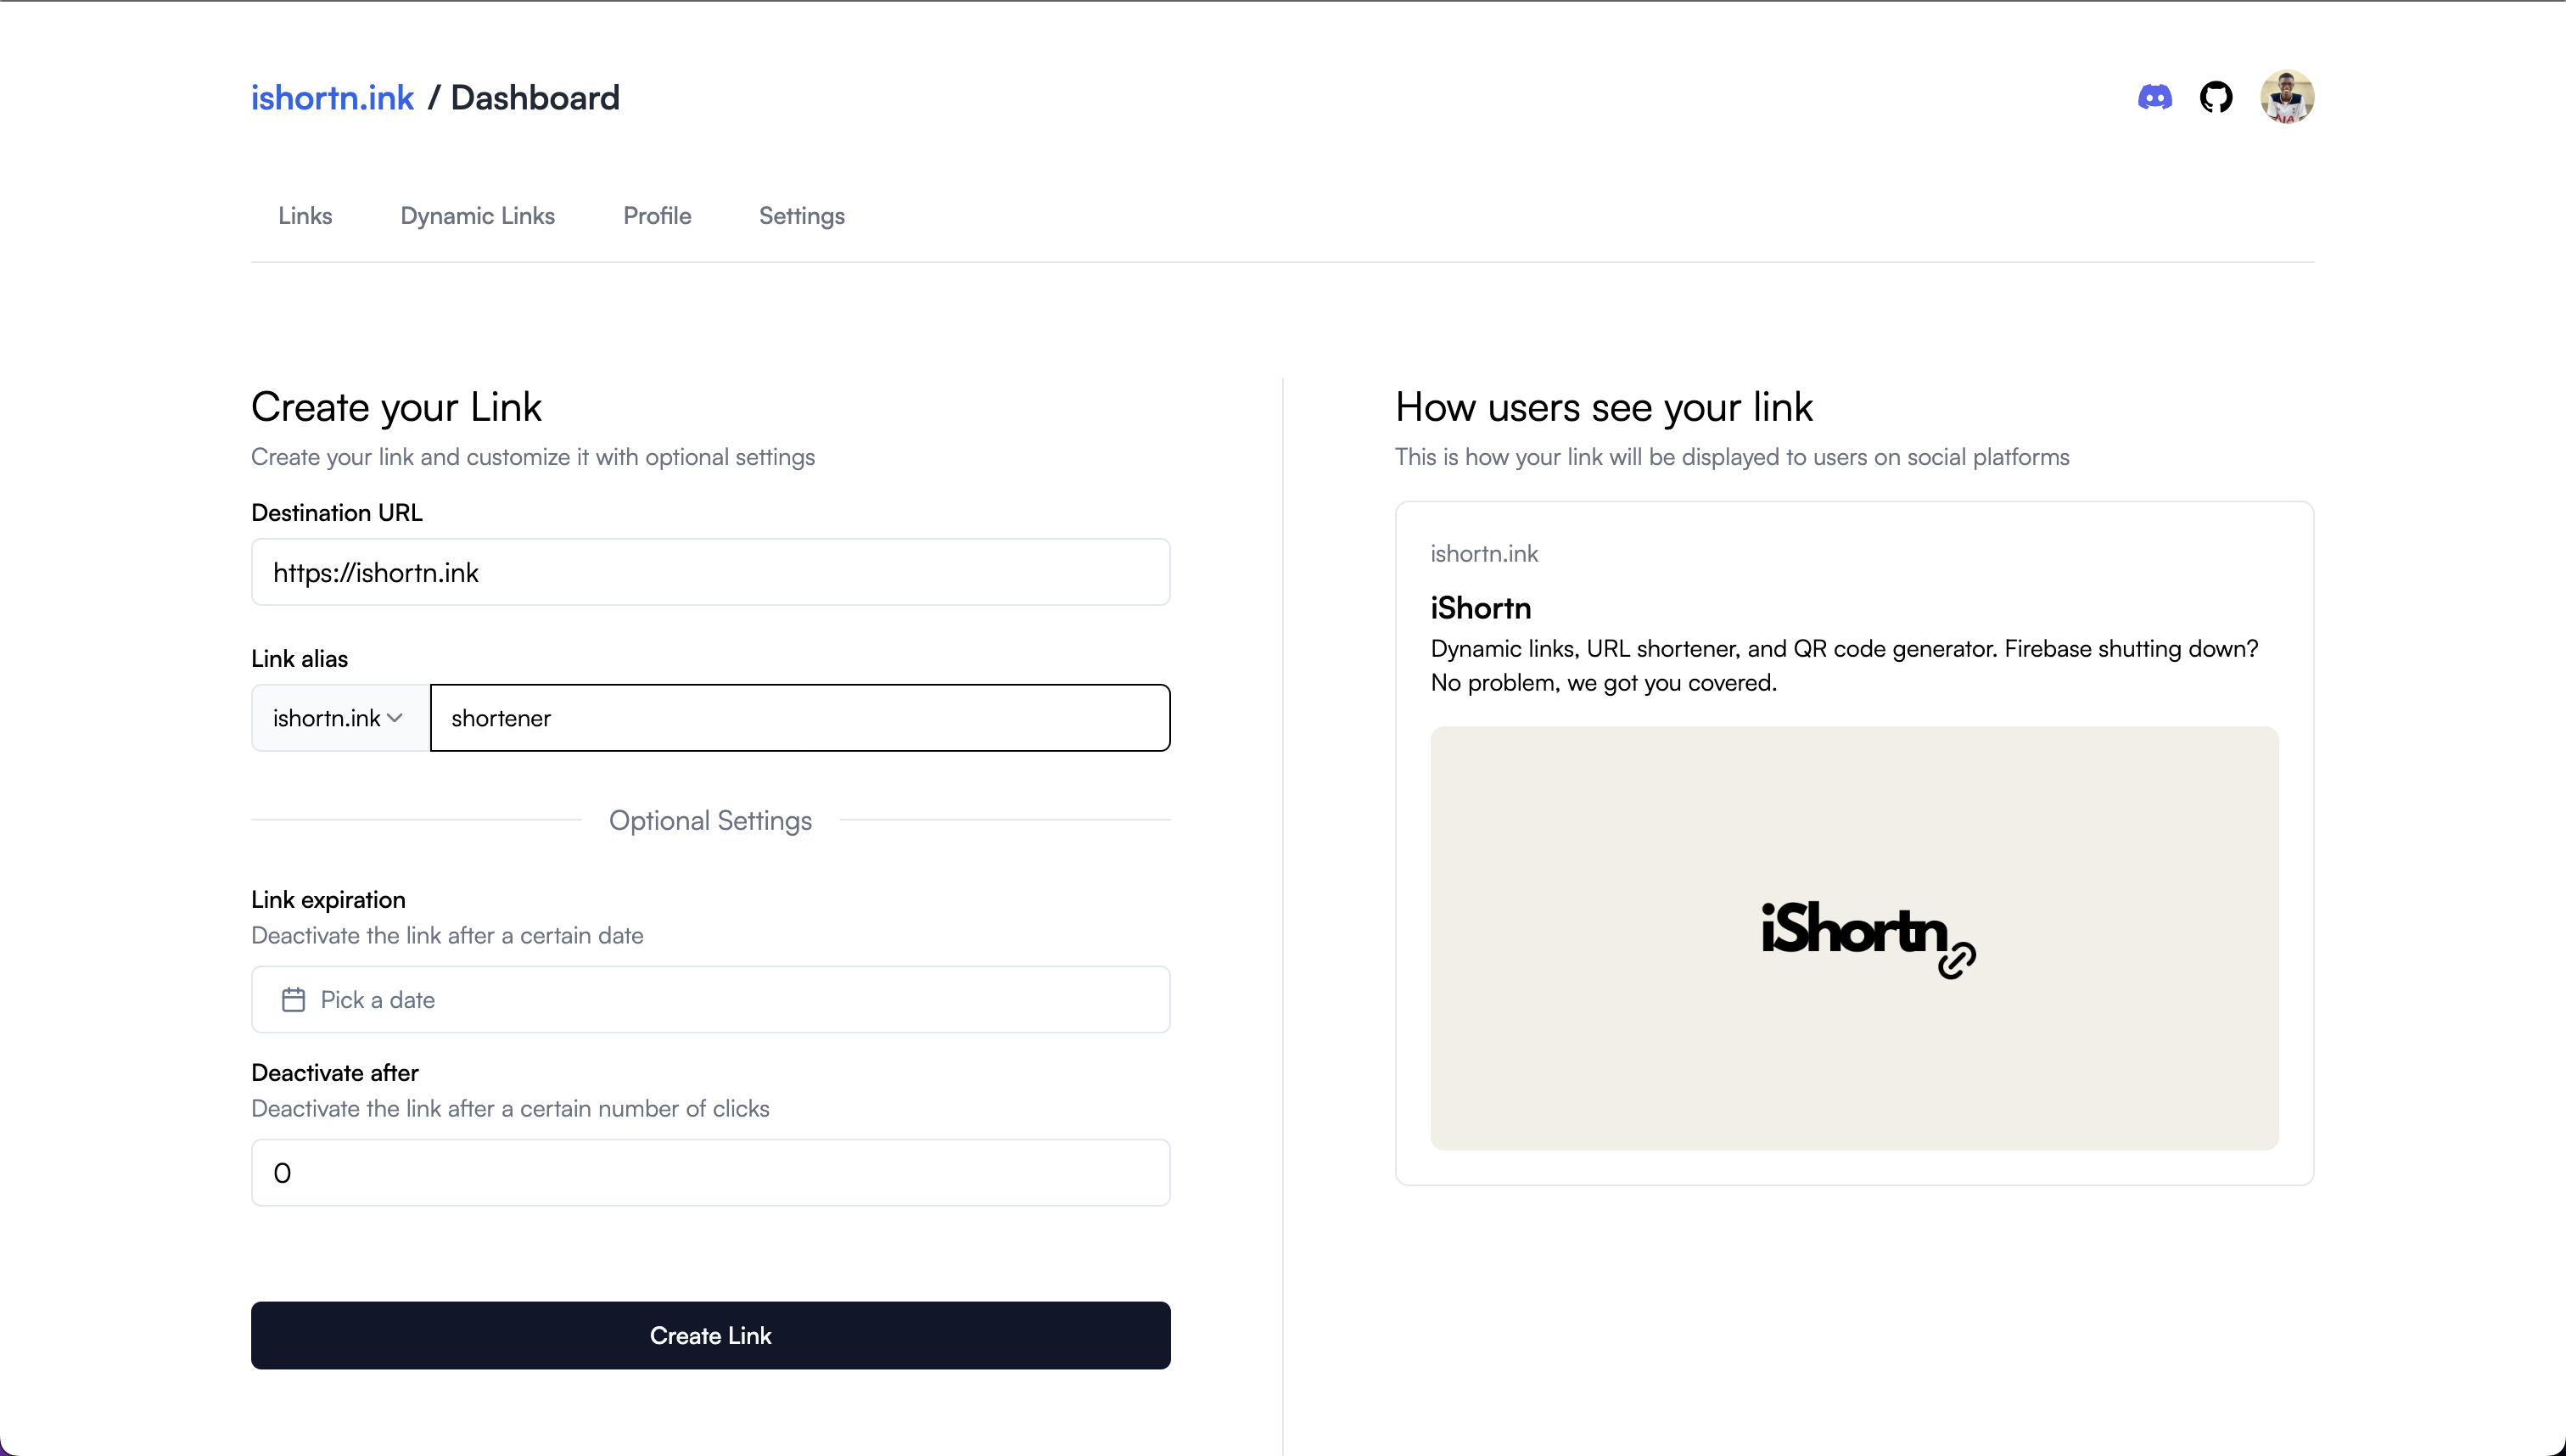 ishortn.ink / Dashboard
Links
Dynamic Links
Profile
Settings
Create your Link
Create your link and customize it with optional settings
Destination URL
https://ishortn.ink
Link alias
ishortn.ink
shortener
Optional Settings
Link expiration
Deactivate the link after a certain date
Pick a date
Deactivate after
Deactivate the link after a certain number of clicks
0
Create Link
How users see your link
This is how your link will be displayed to users on social platforms
ishortn.ink
iShortn
Dynamic links, URL shortener, and QR code generator. Firebase shutting down?
No problem, we got you covered.
iShortn